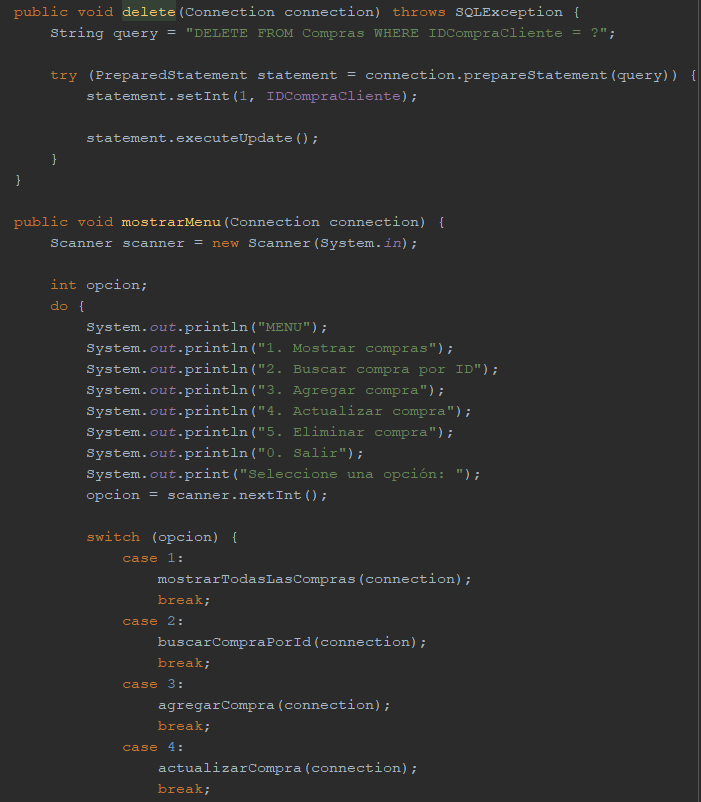 public void delete(Connection connection) throws SQLException {
    String query = "DELETE FROM Compras WHERE IDCompraCliente = ?";

    try (PreparedStatement statement = connection.prepareStatement(query)) {
        statement.setInt(1, IDCompraCliente);

        statement.executeUpdate();
    }
}

public void mostrarMenu(Connection connection) {
    Scanner scanner = new Scanner(System.in);

    int opcion;
    do {
        System.out.println("MENU");
        System.out.println("1. Mostrar compras");
        System.out.println("2. Buscar compra por ID");
        System.out.println("3. Agregar compra");
        System.out.println("4. Actualizar compra");
        System.out.println("5. Eliminar compra");
        System.out.println("0. Salir");
        System.out.print("Seleccione una opción: ");
        opcion = scanner.nextInt();

        switch (opcion) {
            case 1:
                mostrarTodasLasCompras(connection);
                break;
            case 2:
                buscarCompraPorId(connection);
                break;
            case 3:
                agregarCompra(connection);
                break;
            case 4:
                actualizarCompra(connection);
                break;